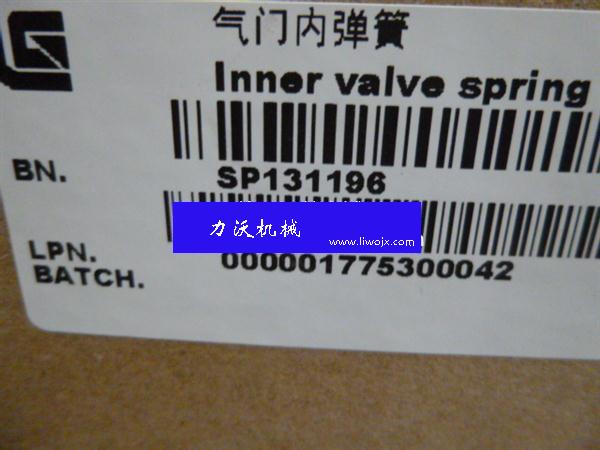 气门内弹簧
Inner valve spring
BN.
SP131196
力沃机械
www.liwojx.com
LPN.
000001775300042
BATCH.